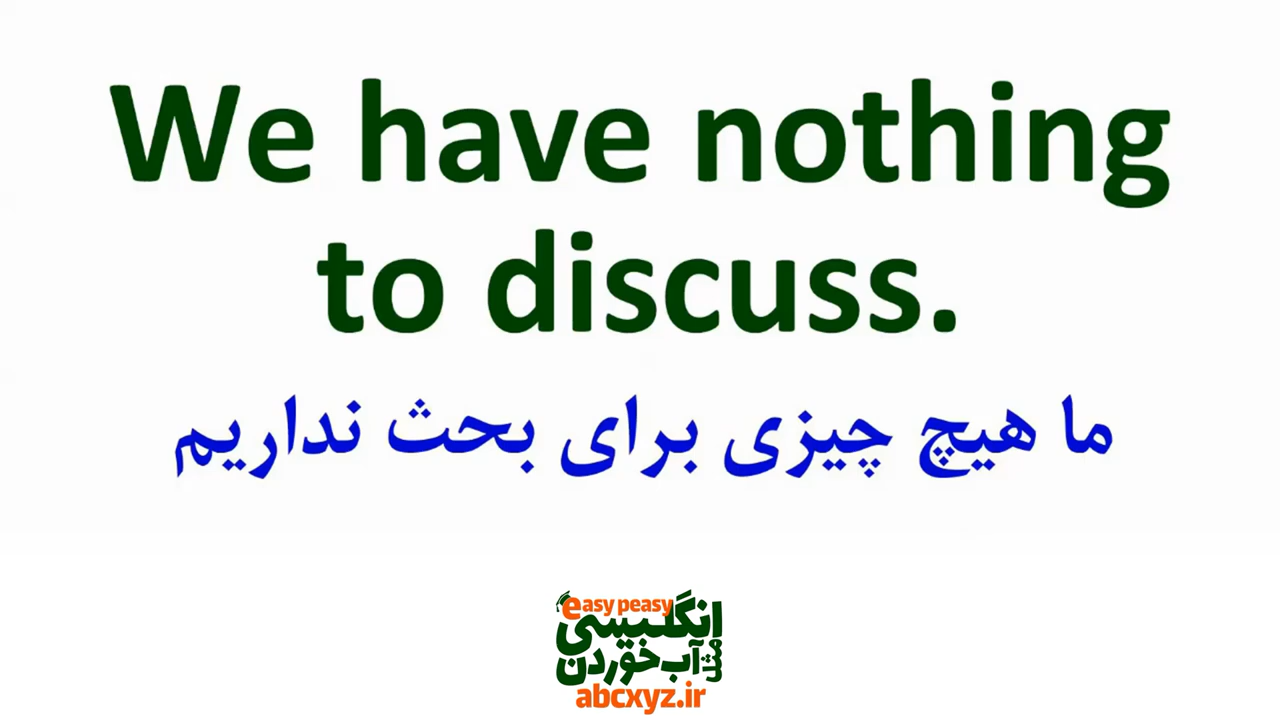 We have nothing
to discuss.
ما هیچ چیزی برای بحث نداریم
easy peasy
انگلیسی
مثل آب خوردن
abcxyz.ir